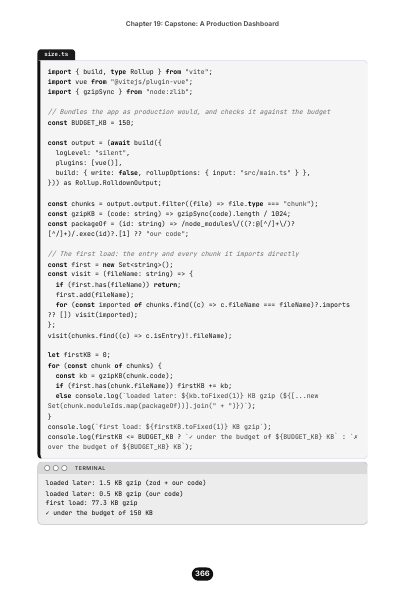 Chapter 19: Capstone: A Production Dashboard
size.ts
import { build, type Rollup } from "vite";
import vue from "@vitejs/plugin-vue";
import { gzipSync } from "node:zlib";
// Bundles the app as production would, and checks it against the budget
const BUDGET_KB = 150;
const output = (await build({
  logLevel: "silent",
  plugins: [vue()],
  build: { write: false, rollupOptions: { input: "src/main.ts" } },
})) as Rollup.RolldownOutput;
const chunks = output.output.filter((file) => file.type === "chunk");
const gzipKB = (code: string) => gzipSync(code).length / 1024;
const packageOf = (id: string) => /node_modules\/((?:@[^/]+\/)?
[^/]+)/.exec(id)?.[1] ?? "our code";
// The first load: the entry and every chunk it imports directly
const first = new Set<string>();
const visit = (fileName: string) => {
  if (first.has(fileName)) return;
  first.add(fileName);
  for (const imported of chunks.find((c) => c.fileName === fileName)?.imports
?? []) visit(imported);
};
visit(chunks.find((c) => c.isEntry)!.fileName);
let firstKB = 0;
for (const chunk of chunks) {
  const kb = gzipKB(chunk.code);
  if (first.has(chunk.fileName)) firstKB += kb;
  else console.log(`loaded later: ${kb.toFixed(1)} KB gzip (${[...new
Set(chunk.moduleIds.map(packageOf))].join(" + ")})`);
}
console.log(`first load: ${firstKB.toFixed(1)} KB gzip`);
console.log(firstKB <= BUDGET_KB ? `✓ under the budget of ${BUDGET_KB} KB` : `✗
over the budget of ${BUDGET_KB} KB`);
TERMINAL
loaded later: 1.5 KB gzip (zod + our code)
loaded later: 0.5 KB gzip (our code)
first load: 77.3 KB gzip
✓ under the budget of 150 KB
366